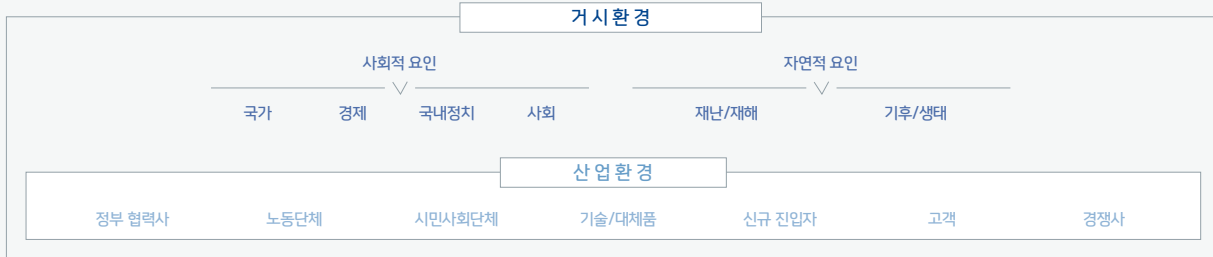 거시환경
사회적 요인 자연적 요인
국가 경제 국내정치 사회 재난/재해 기후/생태
산업환경
정부 협력사 노동단체 시민사회단체 기술/대체품 신규 진입자 고객 경쟁사